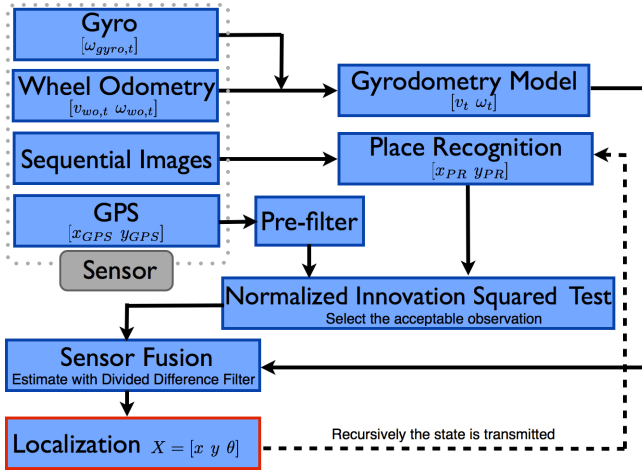 Gyro
[ω_gyro,t]
Wheel Odometry
[v_wo,t ω_wo,t]
Gyrodometry Model
[v_t ω_t]
Sequential Images
Place Recognition
[x_PR y_PR]
GPS
[x_GPS y_GPS]
Pre-filter
Sensor
Normalized Innovation Squared Test
Select the acceptable observation
Sensor Fusion
Estimate with Divided Difference Filter
Localization X = [x y θ]
Recursively the state is transmitted